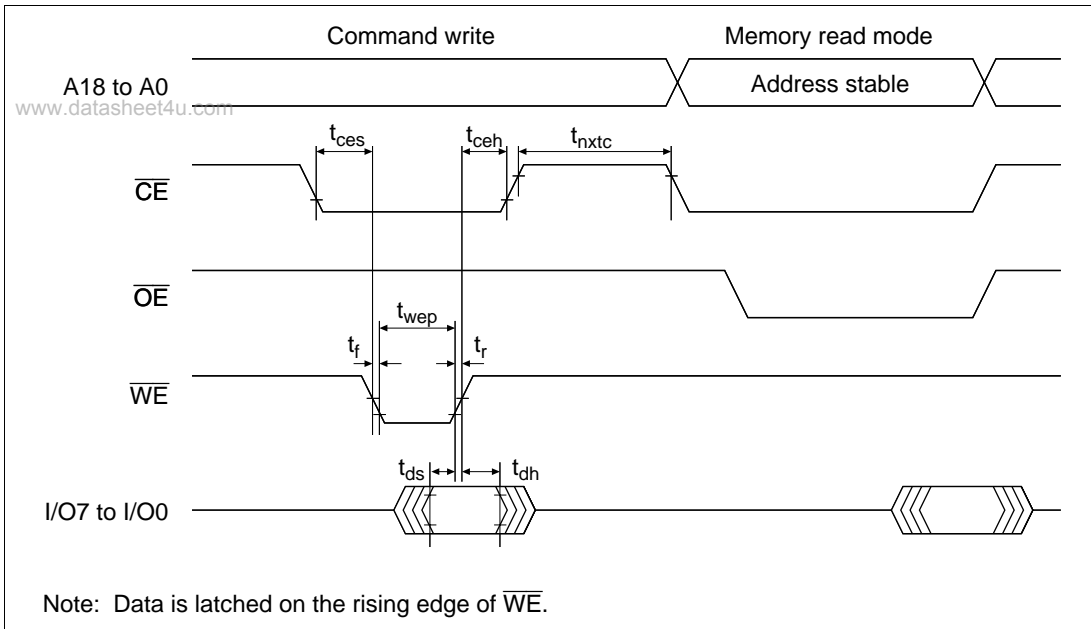 Command write Memory read mode
A18 to A0 Address stable
www.datasheet4u.com
tces tceh tnxtc
CE
OE
twep
tf tr
WE
tds tdh
I/O7 to I/O0
Note: Data is latched on the rising edge of WE.